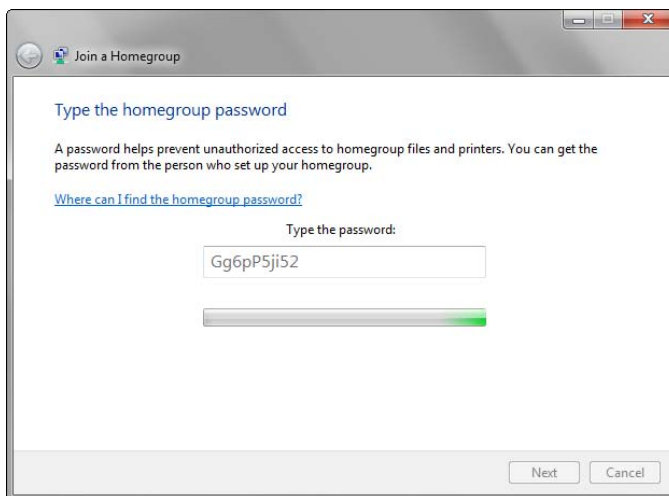 Join a Homegroup
Type the homegroup password
A password helps prevent unauthorized access to homegroup files and printers. You can get the
password from the person who set up your homegroup.
Where can I find the homegroup password?
Type the password:
Gg6pP5ji52
Next Cancel